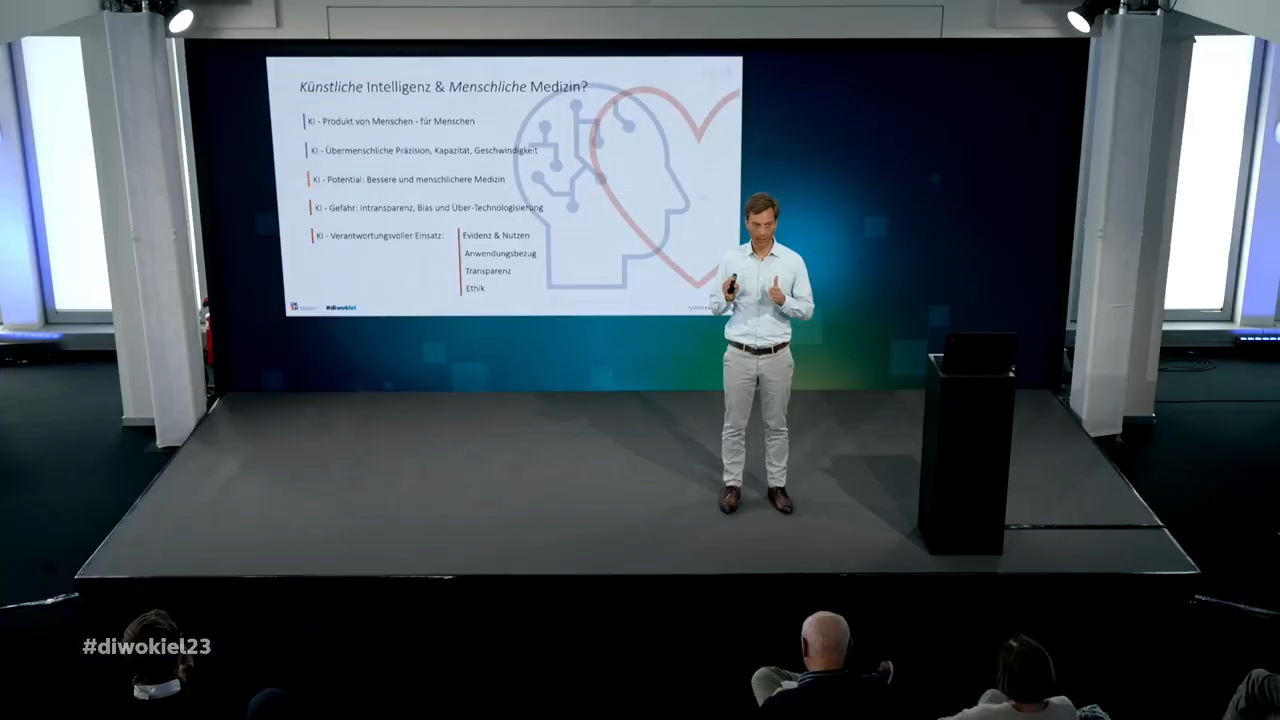 Künstliche Intelligenz & Menschliche Medizin?
KI - Produkt von Menschen - für Menschen
KI - Übermenschliche Präzision, Kapazität, Geschwindigkeit
KI - Potential: Bessere und menschlichere Medizin
KI - Gefahr: Intransparenz, Bias und Über-Technologisierung
KI - Verantwortungsvoller Einsatz:
Evidenz & Nutzen
Anwendungsbezug
Transparenz
Ethik
#diwokiel
#diwokiel23